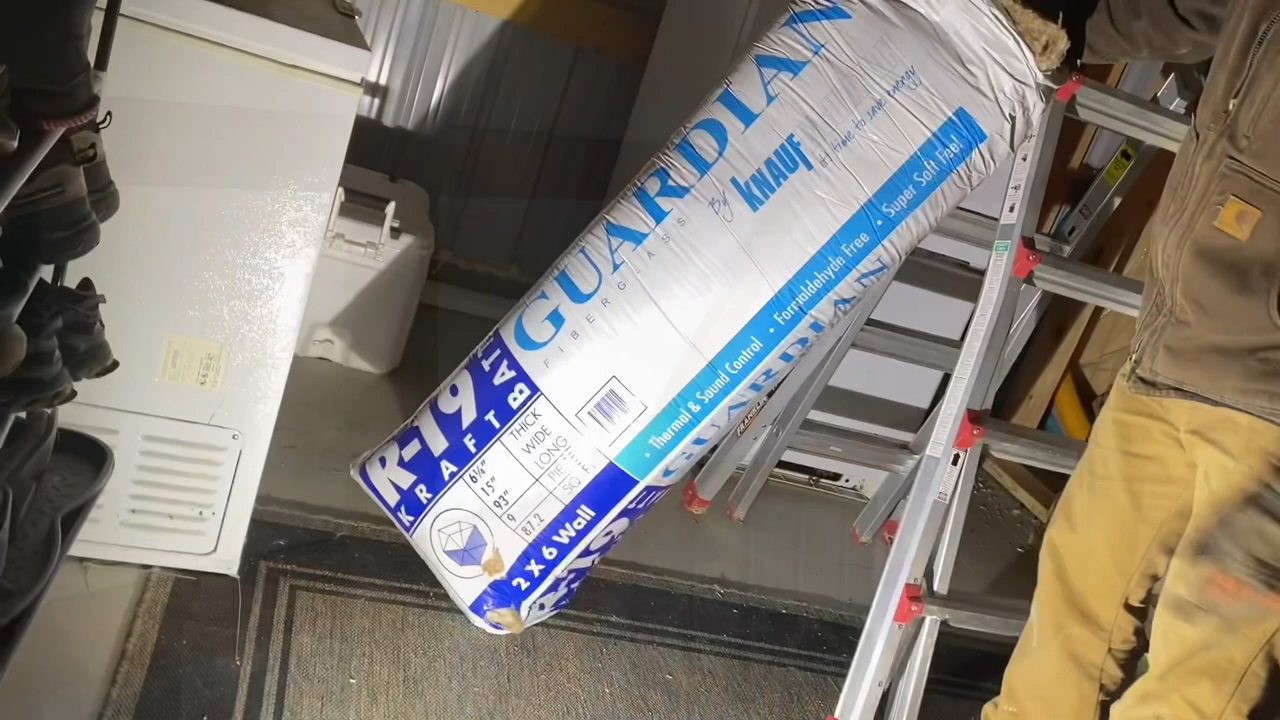 GUARDIAN
FIBERGLASS
By KNAUF
it's time to save energy
• Thermal & Sound Control • Formaldehyde Free • Super Soft Feel!
GUARDIAN
R-19
KRAFT BATT
6¼" THICK
15" WIDE
93" LONG
9
87.2
2 X 6 Wall
R-19